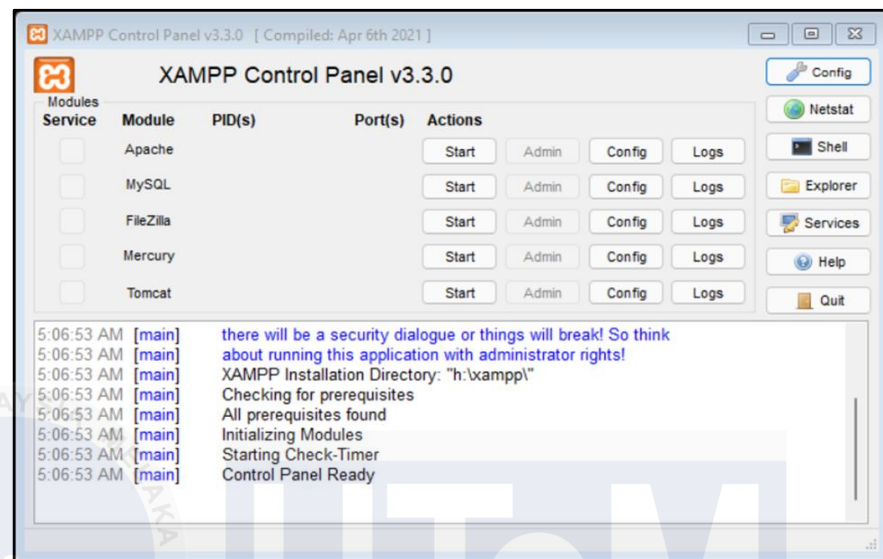 XAMPP Control Panel v3.3.0 [ Compiled: Apr 6th 2021 ]
XAMPP Control Panel v3.3.0
Config
Modules
Service Module PID(s) Port(s) Actions
Netstat
Apache Start Admin Config Logs
Shell
MySQL Start Admin Config Logs
Explorer
FileZilla Start Admin Config Logs
Services
Mercury Start Admin Config Logs
Help
Tomcat Start Admin Config Logs
Quit
5:06:53 AM [main] there will be a security dialogue or things will break! So think
5:06:53 AM [main] about running this application with administrator rights!
5:06:53 AM [main] XAMPP Installation Directory: "h:\xampp\"
5:06:53 AM [main] Checking for prerequisites
5:06:53 AM [main] All prerequisites found
5:06:53 AM [main] Initializing Modules
5:06:53 AM [main] Starting Check-Timer
5:06:53 AM [main] Control Panel Ready